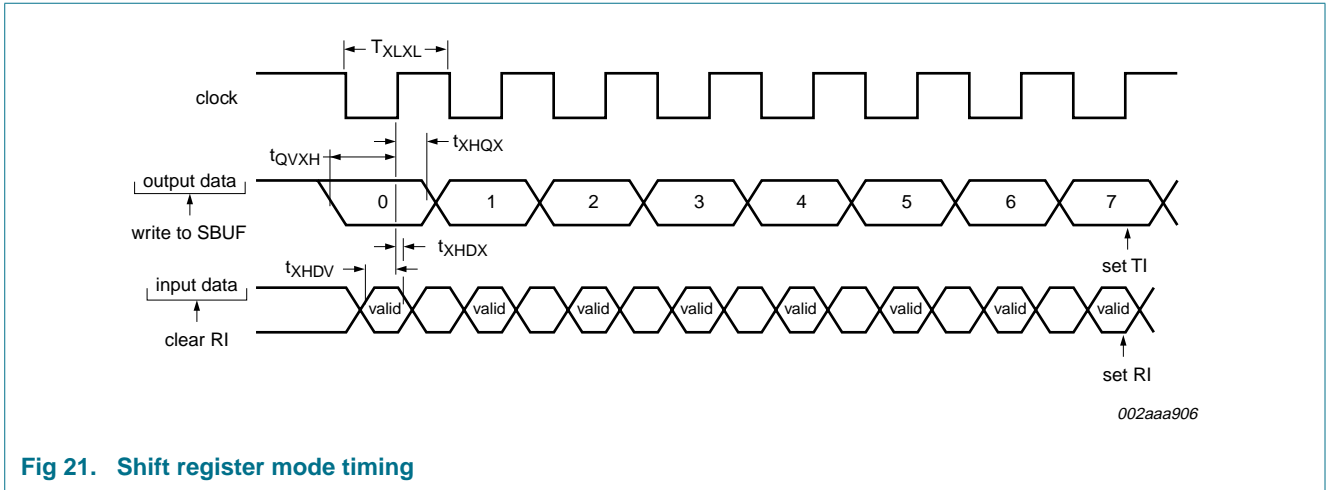 TXLXL
clock
tQVXH
tXHQX
output data
0 1 2 3 4 5 6 7
write to SBUF
tXHDX
set TI
tXHDV
input data
valid valid valid valid valid valid valid valid
clear RI
set RI
002aaa906
Fig 21. Shift register mode timing